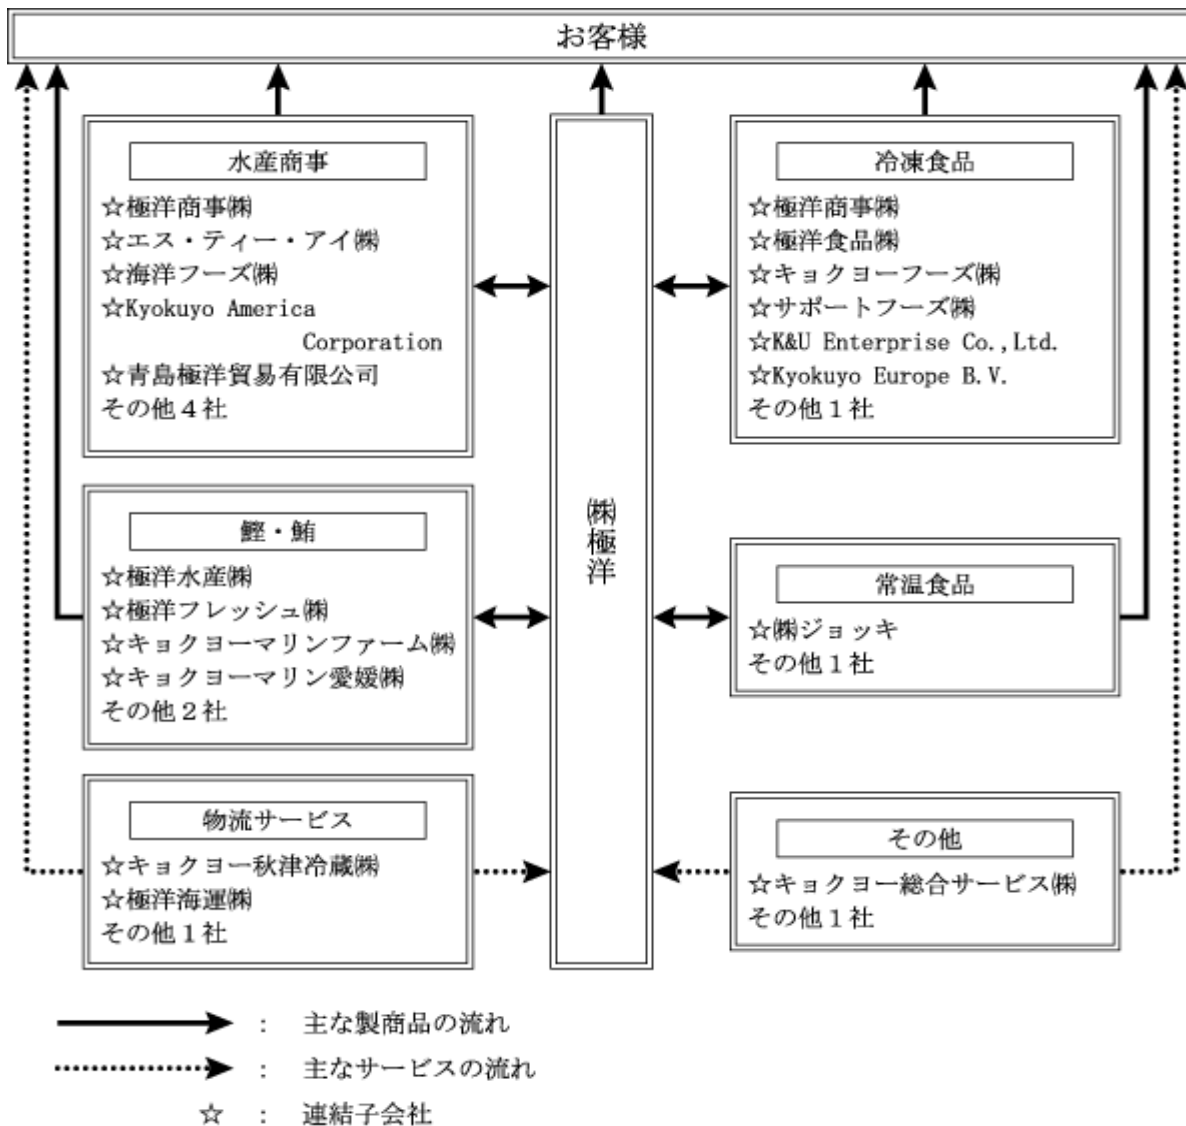 お客様
水産商事
☆極洋商事㈱
☆エス・ティー・アイ㈱
☆海洋フーズ㈱
☆Kyokuyo America
Corporation
☆青島極洋貿易有限公司
その他４社
鰹・鮪
☆極洋水産㈱
☆極洋フレッシュ㈱
☆キョクヨーマリンファーム㈱
☆キョクヨーマリン愛媛㈱
その他２社
物流サービス
☆キョクヨー秋津冷蔵㈱
☆極洋海運㈱
その他１社
㈱極洋
冷凍食品
☆極洋商事㈱
☆極洋食品㈱
☆キョクヨーフーズ㈱
☆サポートフーズ㈱
☆K&U Enterprise Co.,Ltd.
☆Kyokuyo Europe B.V.
その他１社
常温食品
☆㈱ジョッキ
その他１社
その他
☆キョクヨー総合サービス㈱
その他１社
： 主な製商品の流れ
： 主なサービスの流れ
☆ ： 連結子会社